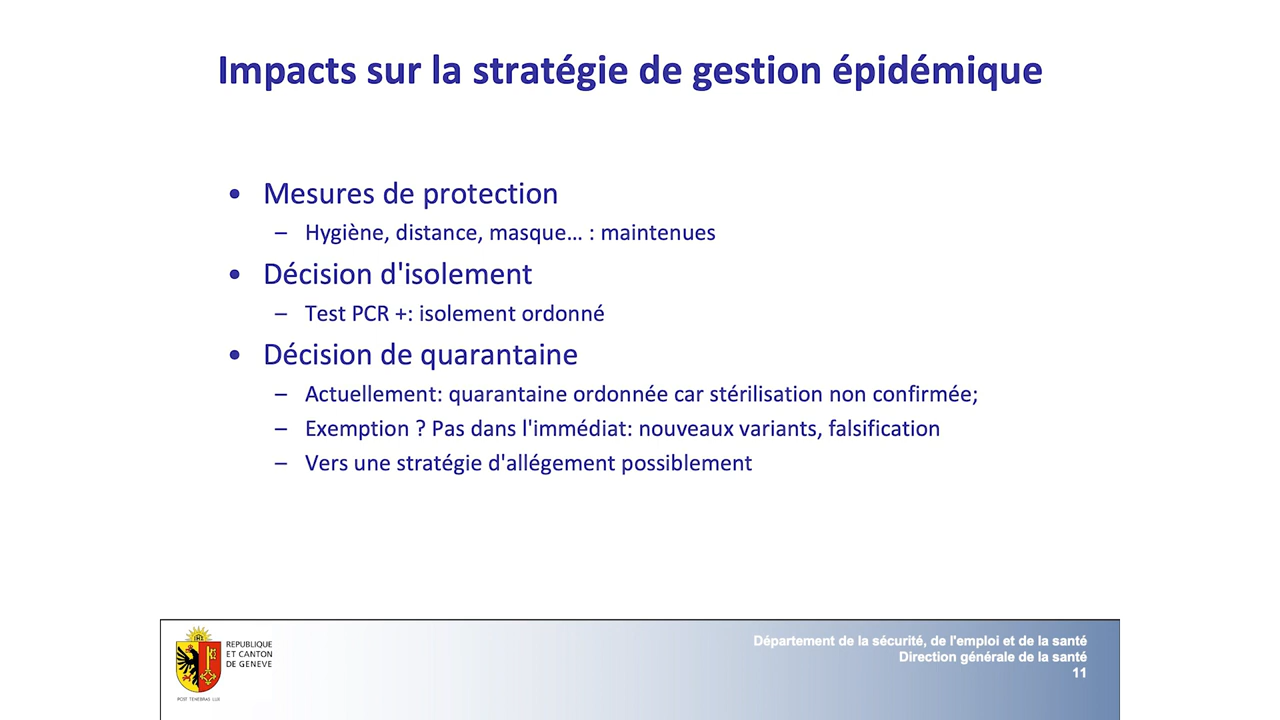 Impacts sur la stratégie de gestion épidémique
• Mesures de protection
– Hygiène, distance, masque... : maintenues
• Décision d'isolement
– Test PCR +: isolement ordonné
• Décision de quarantaine
– Actuellement: quarantaine ordonnée car stérilisation non confirmée;
– Exemption ? Pas dans l'immédiat: nouveaux variants, falsification
– Vers une stratégie d'allégement possiblement
REPUBLIQUE
ET CANTON
DE GENEVE
POST TENEBRAS LUX
Département de la sécurité, de l'emploi et de la santé
Direction générale de la santé
11